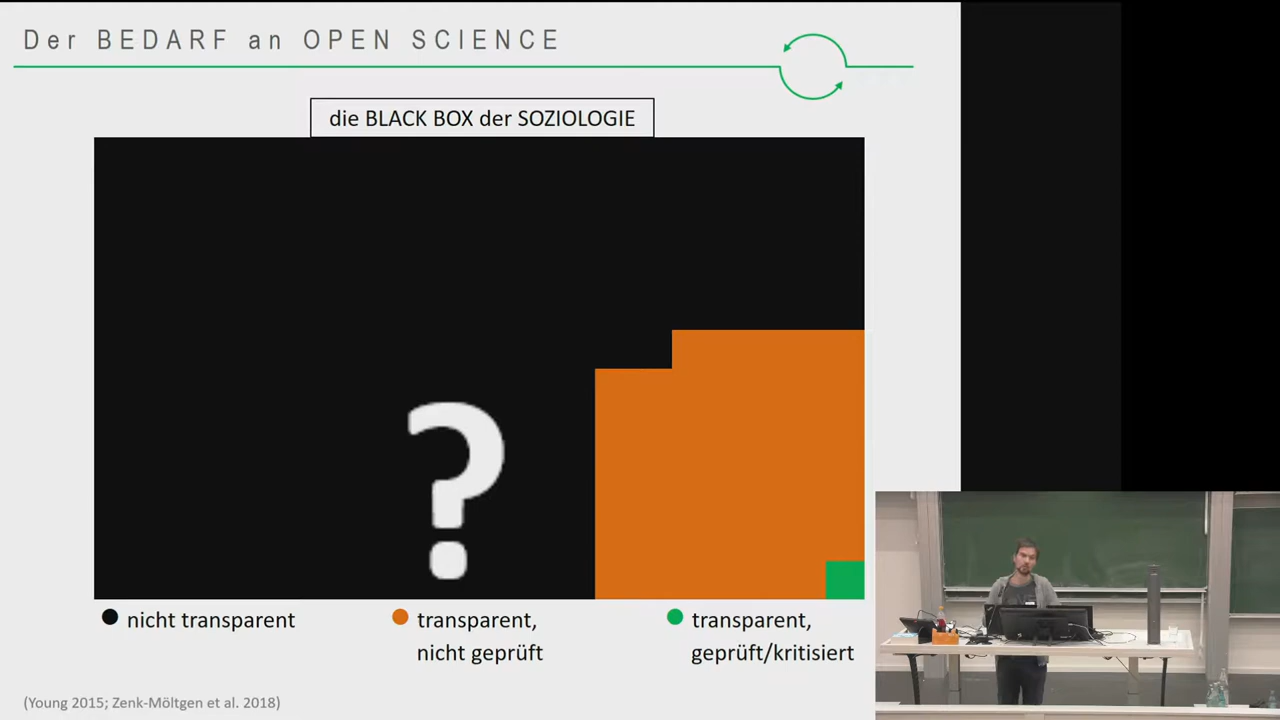 Der BEDARF an OPEN SCIENCE
die BLACK BOX der SOZIOLOGIE
?
nicht transparent
transparent,
nicht geprüft
transparent,
geprüft/kritisiert
(Young 2015; Zenk-Möltgen et al. 2018)